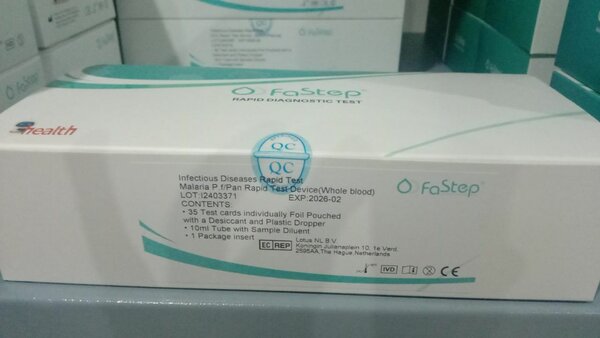 FaStep
FaStep
RAPID DIAGNOSTIC TEST
health
QC
QC
Infectious Diseases Rapid Test
Malaria P.f/Pan Rapid Test Device(Whole blood)
LOT:I2403371 EXP:2026-02
CONTENTS:
• 35 Test cards individually Foil Pouched
with a Desiccant and Plastic Dropper
• 10ml Tube with Sample Diluent
• 1 Package insert
FaStep
EC REP
Lotus NL B.V.
Koningin Julianaplein 10, 1e Verd,
2595AA, The Hague, Netherlands
IVD
CE